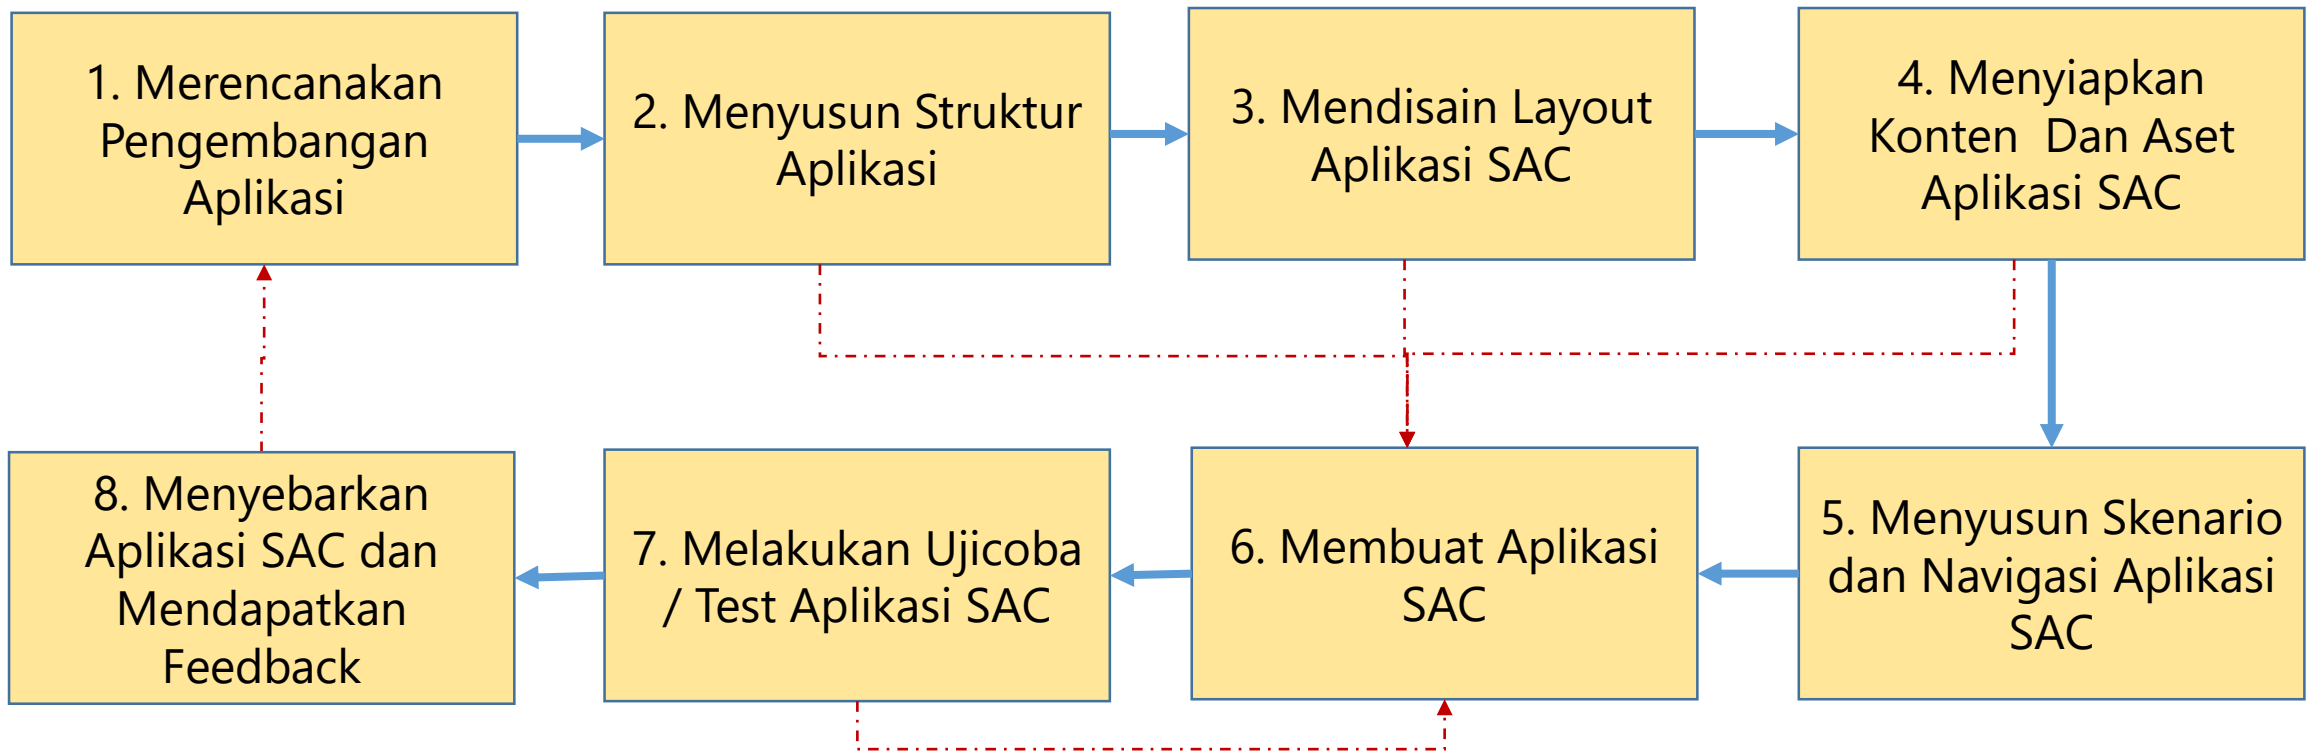 1. Merencanakan
Pengembangan
Aplikasi
2. Menyusun Struktur
Aplikasi
3. Mendisain Layout
Aplikasi SAC
4. Menyiapkan
Konten  Dan Aset
Aplikasi SAC
5. Menyusun Skenario
dan Navigasi Aplikasi
SAC
6. Membuat Aplikasi
SAC
7. Melakukan Ujicoba
/ Test Aplikasi SAC
8. Menyebarkan
Aplikasi SAC dan
Mendapatkan
Feedback